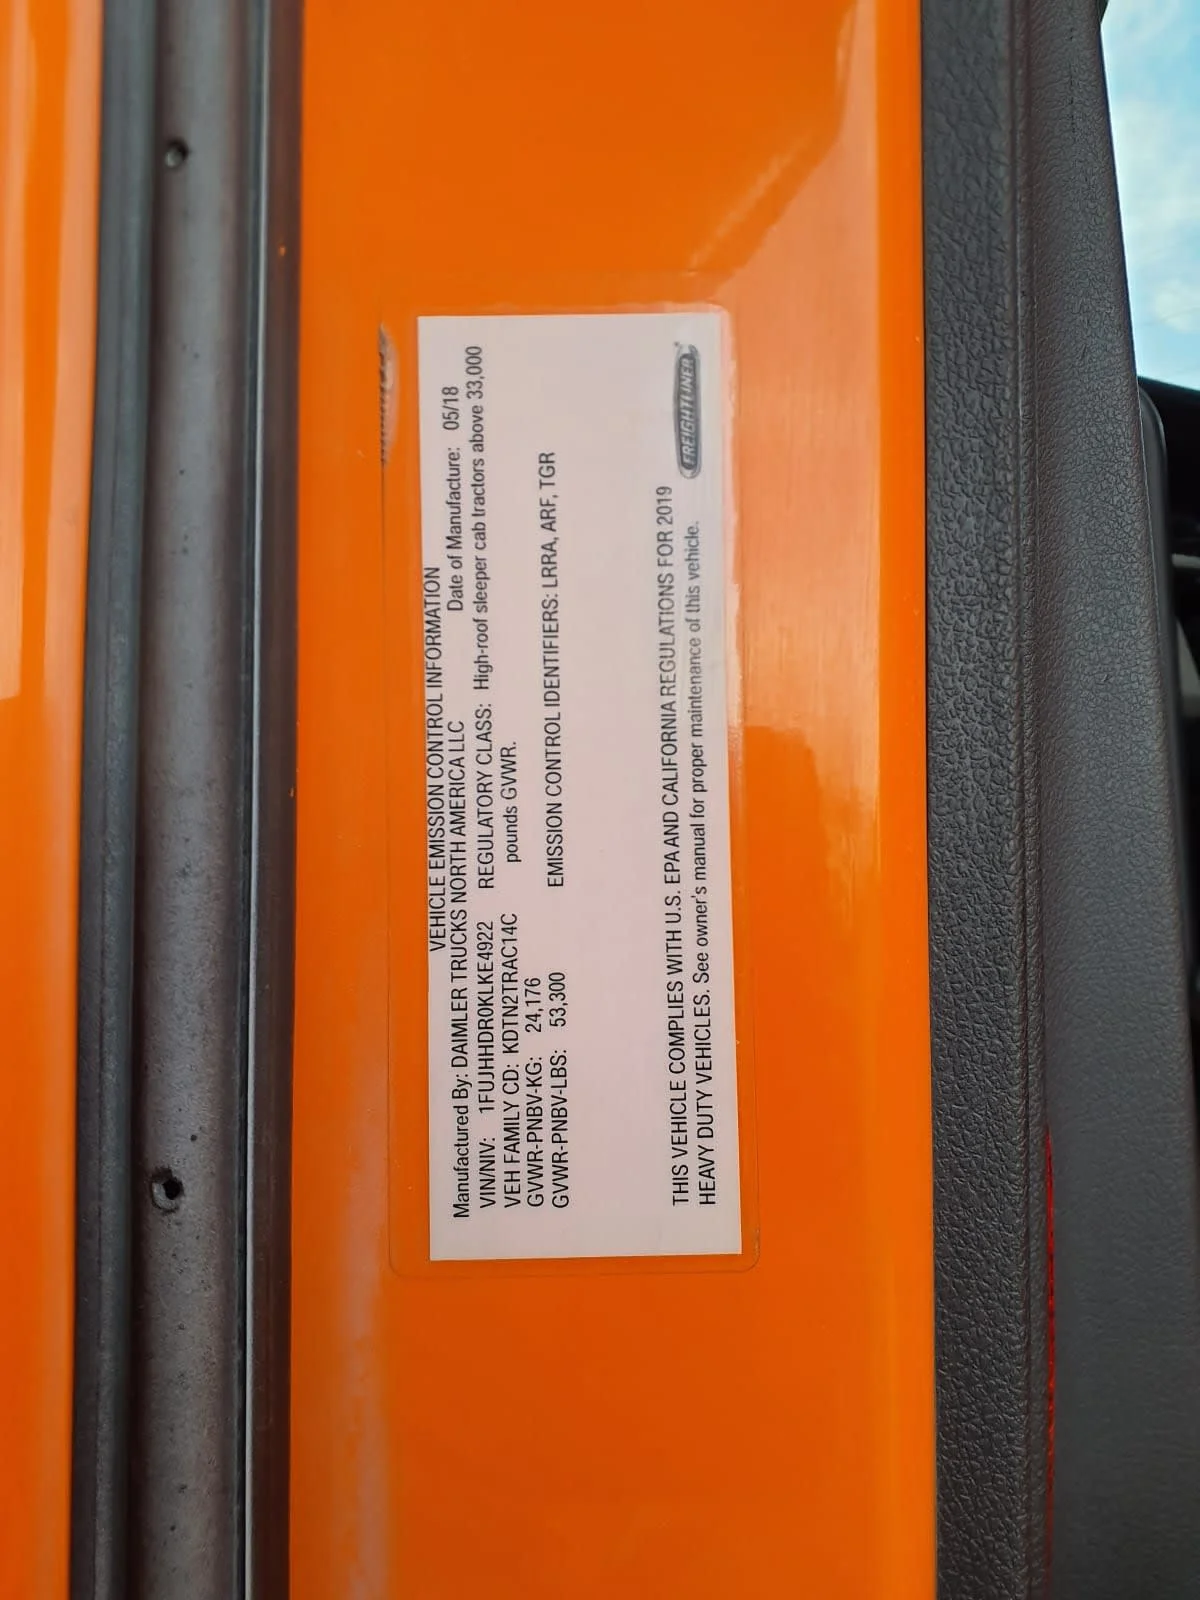 VEHICLE EMISSION CONTROL INFORMATION
Manufactured By: DAIMLER TRUCKS NORTH AMERICA LLC Date of Manufacture: 05/18
VIN/NIV: 1FUJHHDR0KLKE4922 REGULATORY CLASS: High-roof sleeper cab tractors above 33,000
VEH FAMILY CD: KDTN2TRAC14C pounds GVWR.
GVWR-PNBV-KG: 24,176
GVWR-PNBV-LBS: 53,300 EMISSION CONTROL IDENTIFIERS: LRRA, ARF, TGR
THIS VEHICLE COMPLIES WITH U.S. EPA AND CALIFORNIA REGULATIONS FOR 2019
HEAVY DUTY VEHICLES. See owner's manual for proper maintenance of this vehicle.
FREIGHTLINER